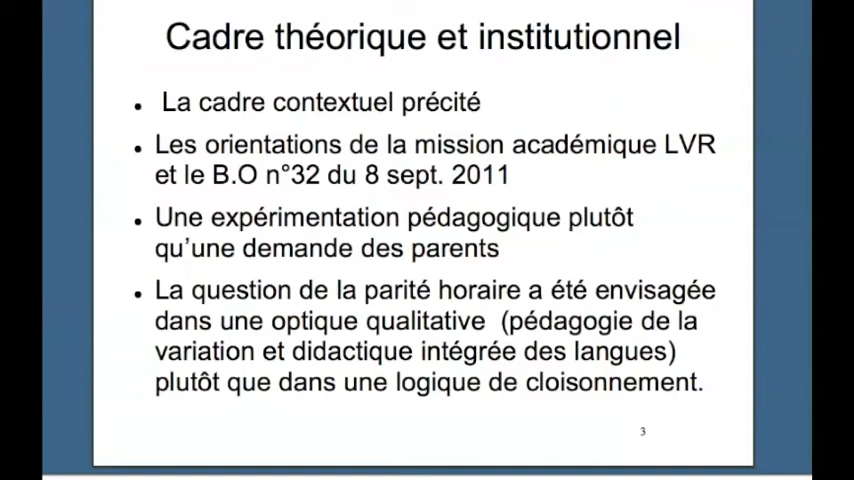 Cadre théorique et institutionnel
• La cadre contextuel précité
• Les orientations de la mission académique LVR
et le B.O n°32 du 8 sept. 2011
• Une expérimentation pédagogique plutôt
qu'une demande des parents
• La question de la parité horaire a été envisagée
dans une optique qualitative (pédagogie de la
variation et didactique intégrée des langues)
plutôt que dans une logique de cloisonnement.
3